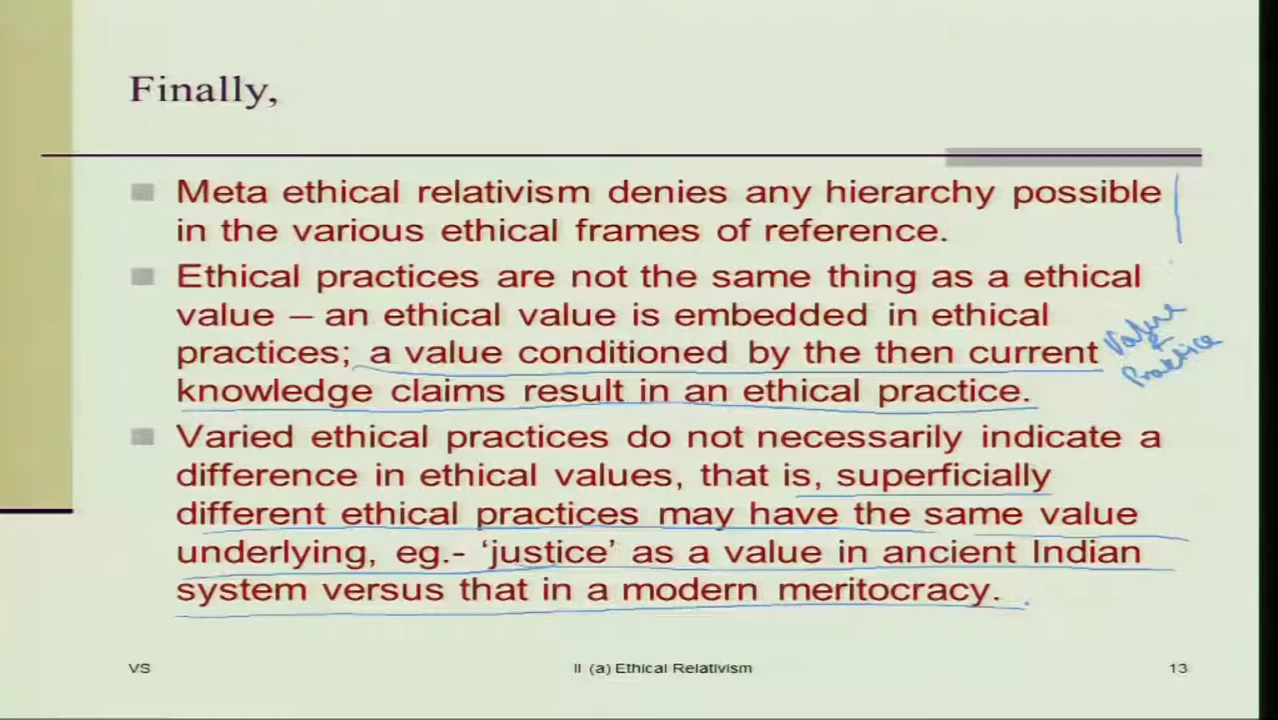 Finally,
Meta ethical relativism denies any hierarchy possible
in the various ethical frames of reference.
Ethical practices are not the same thing as a ethical
value – an ethical value is embedded in ethical
practices; a value conditioned by the then current
knowledge claims result in an ethical practice.
Value
&
Practice
Varied ethical practices do not necessarily indicate a
difference in ethical values, that is, superficially
different ethical practices may have the same value
underlying, eg.- ‘justice’ as a value in ancient Indian
system versus that in a modern meritocracy.
VS II (a) Ethical Relativism 13